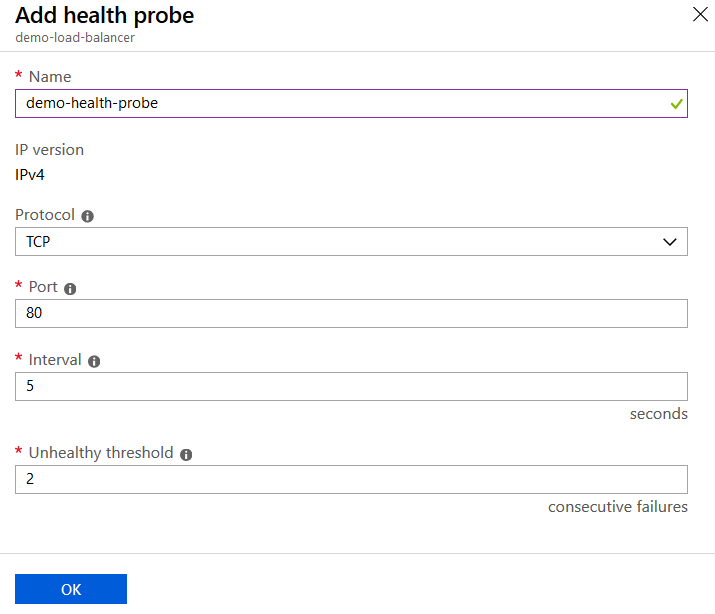 Add health probe
demo-load-balancer
* Name
demo-health-probe
IP version
IPv4
Protocol
TCP
* Port
80
* Interval
5
seconds
* Unhealthy threshold
2
consecutive failures
OK